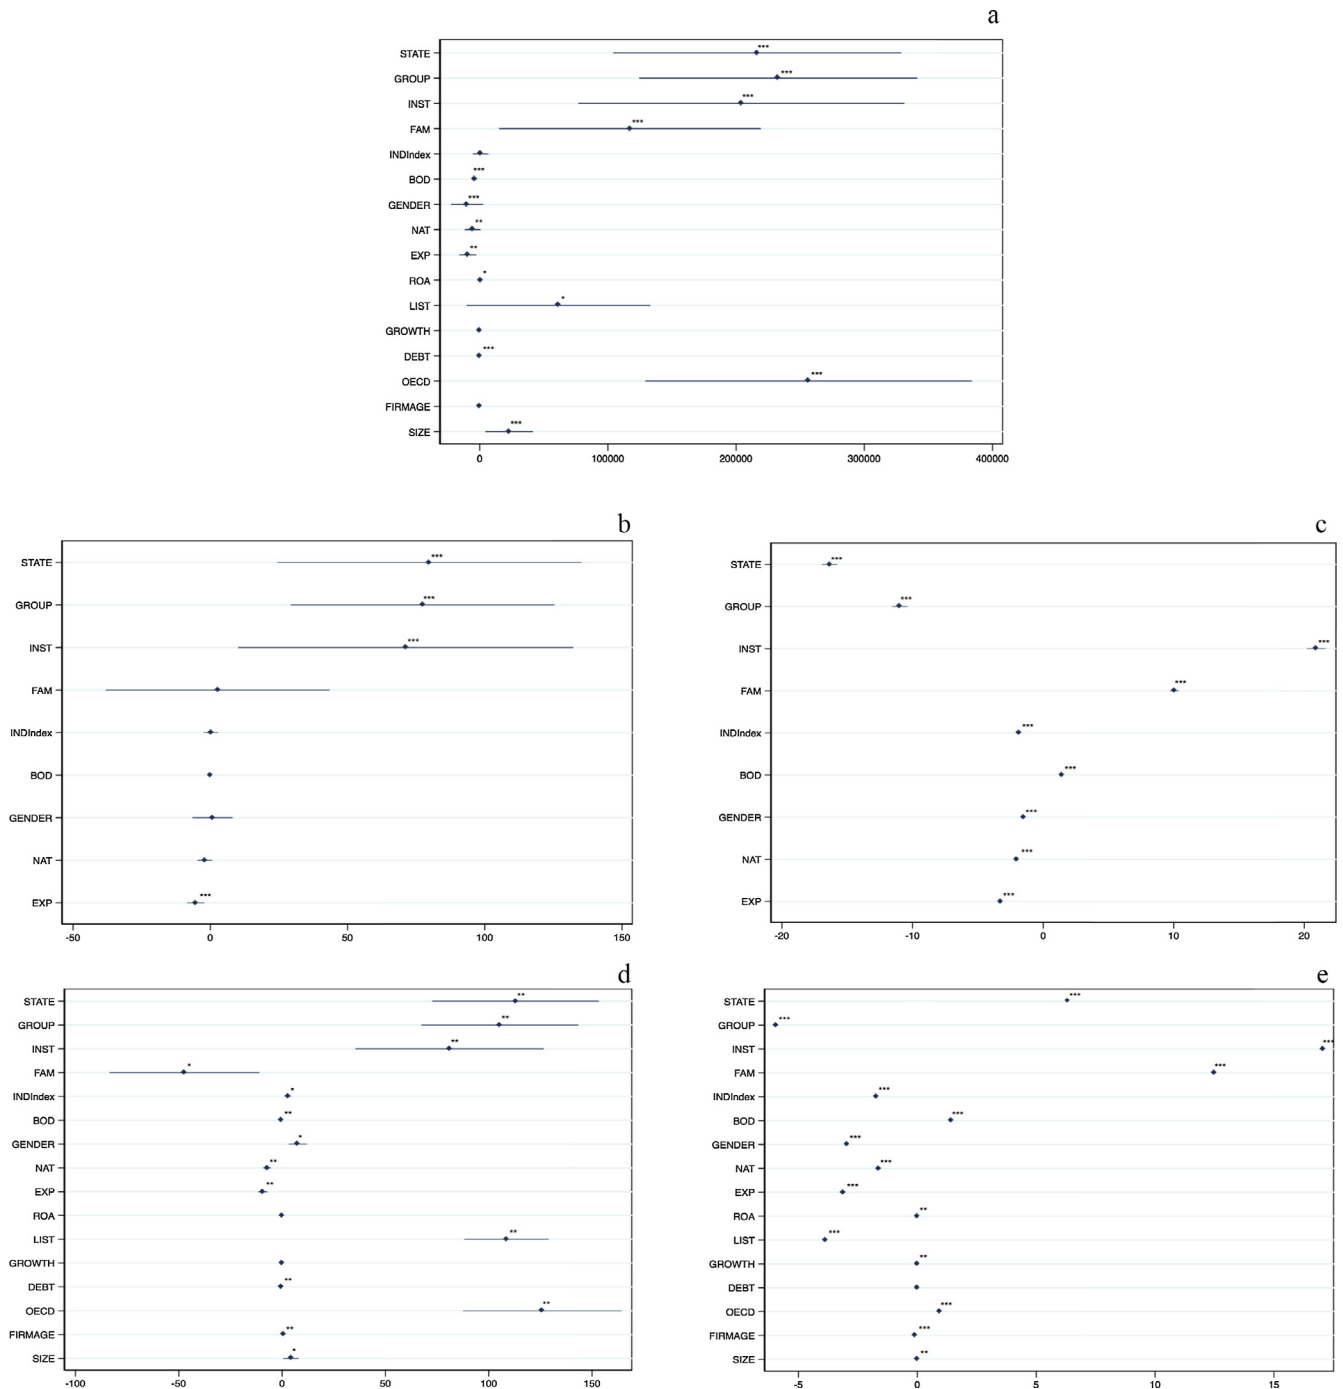 a
STATE ***
GROUP ***
INST ***
FAM ***
INDIndex
BOD ***
GENDER ***
NAT **
EXP **
ROA *
LIST *
GROWTH
DEBT ***
OECD ***
FIRMAGE
SIZE ***
0 100000 200000 300000 400000
b
STATE ***
GROUP ***
INST ***
FAM
INDIndex
BOD
GENDER
NAT
EXP ***
-50 0 50 100 150
c
STATE ***
GROUP ***
INST ***
FAM ***
INDIndex ***
BOD ***
GENDER ***
NAT ***
EXP ***
-20 -10 0 10 20
d
STATE **
GROUP **
INST **
FAM *
INDIndex *
BOD **
GENDER *
NAT **
EXP **
ROA
LIST **
GROWTH
DEBT **
OECD **
FIRMAGE **
SIZE *
-100 -50 0 50 100 150
e
STATE ***
GROUP ***
INST ***
FAM ***
INDIndex ***
BOD ***
GENDER ***
NAT ***
EXP ***
ROA **
LIST ***
GROWTH **
DEBT
OECD ***
FIRMAGE ***
SIZE **
-5 0 5 10 15